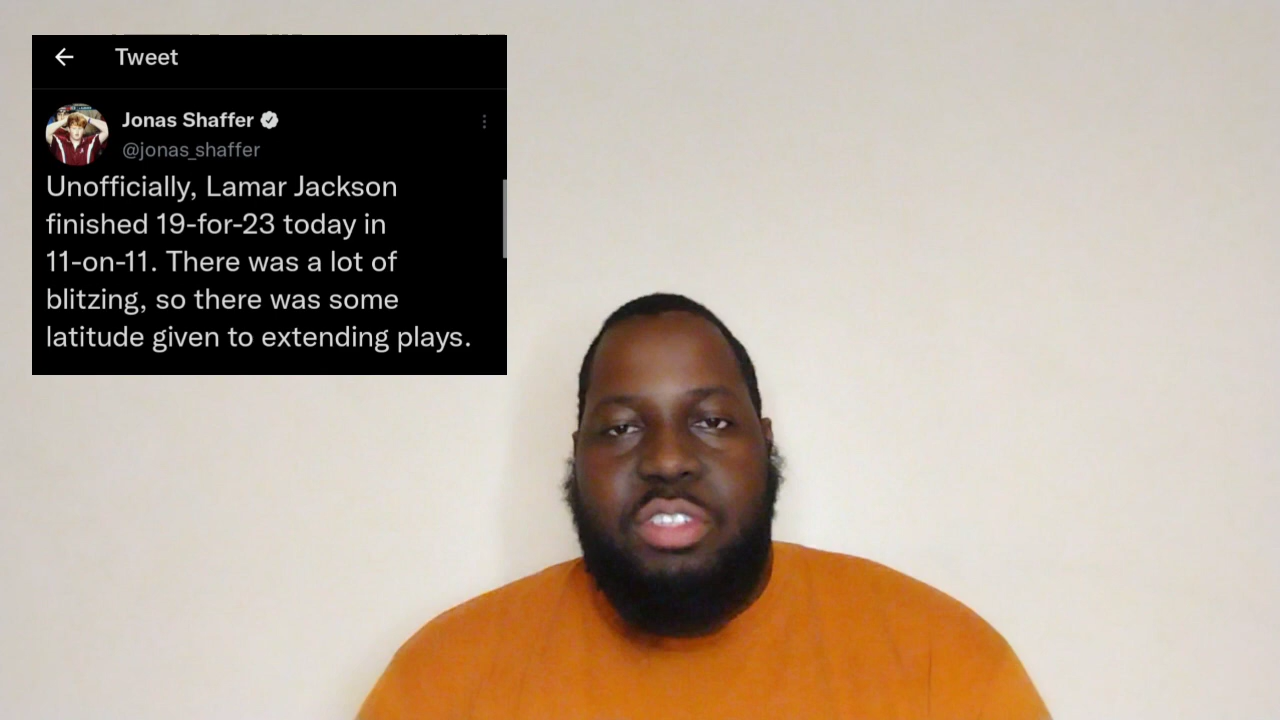 Tweet
Jonas Shaffer
@jonas_shaffer
Unofficially, Lamar Jackson
finished 19-for-23 today in
11-on-11. There was a lot of
blitzing, so there was some
latitude given to extending plays.